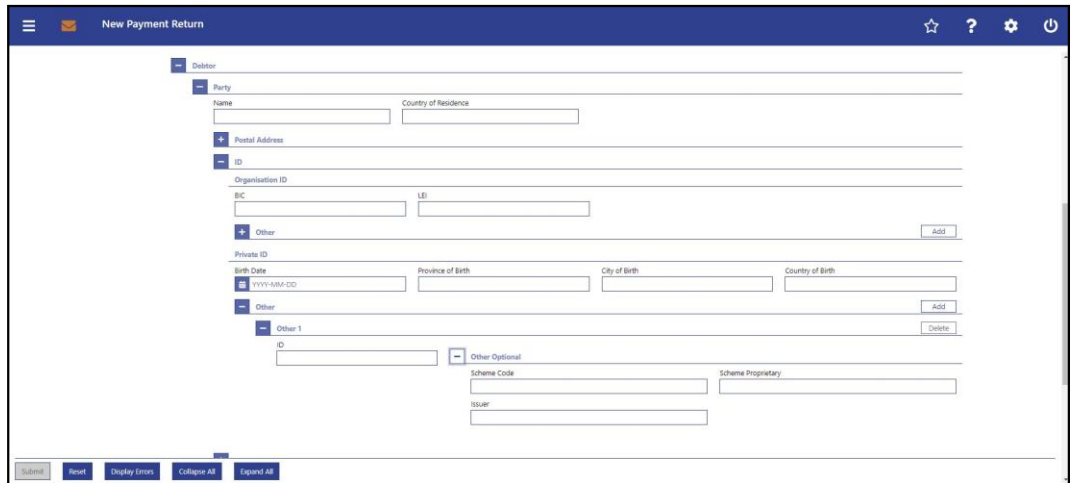 New Payment Return
Debtor
Party
Name Country of Residence
Postal Address
ID
Organisation ID
BIC LEI
Other Add
Private ID
Birth Date Province of Birth City of Birth Country of Birth
YYYY-MM-DD
Other Add
Other 1 Delete
ID
Other Optional
Scheme Code Scheme Proprietary
Issuer
Submit Reset Display Errors Collapse All Expand All